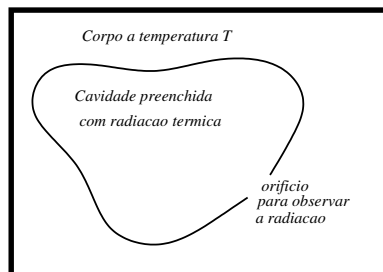 Corpo a temperatura T
Cavidade preenchida
com radiacao termica
orificio
para observar
a radiacao